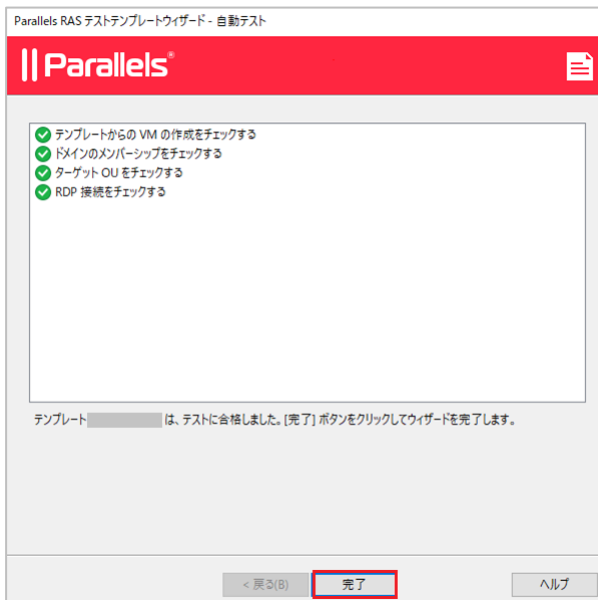 Parallels RAS テストテンプレートウィザード - 自動テスト
Parallels®
テンプレートからの VM の作成をチェックする
ドメインのメンバーシップをチェックする
ターゲット OU をチェックする
RDP 接続をチェックする
テンプレート は、テストに合格しました。[完了] ボタンをクリックしてウィザードを完了します。
< 戻る(B) 完了 ヘルプ